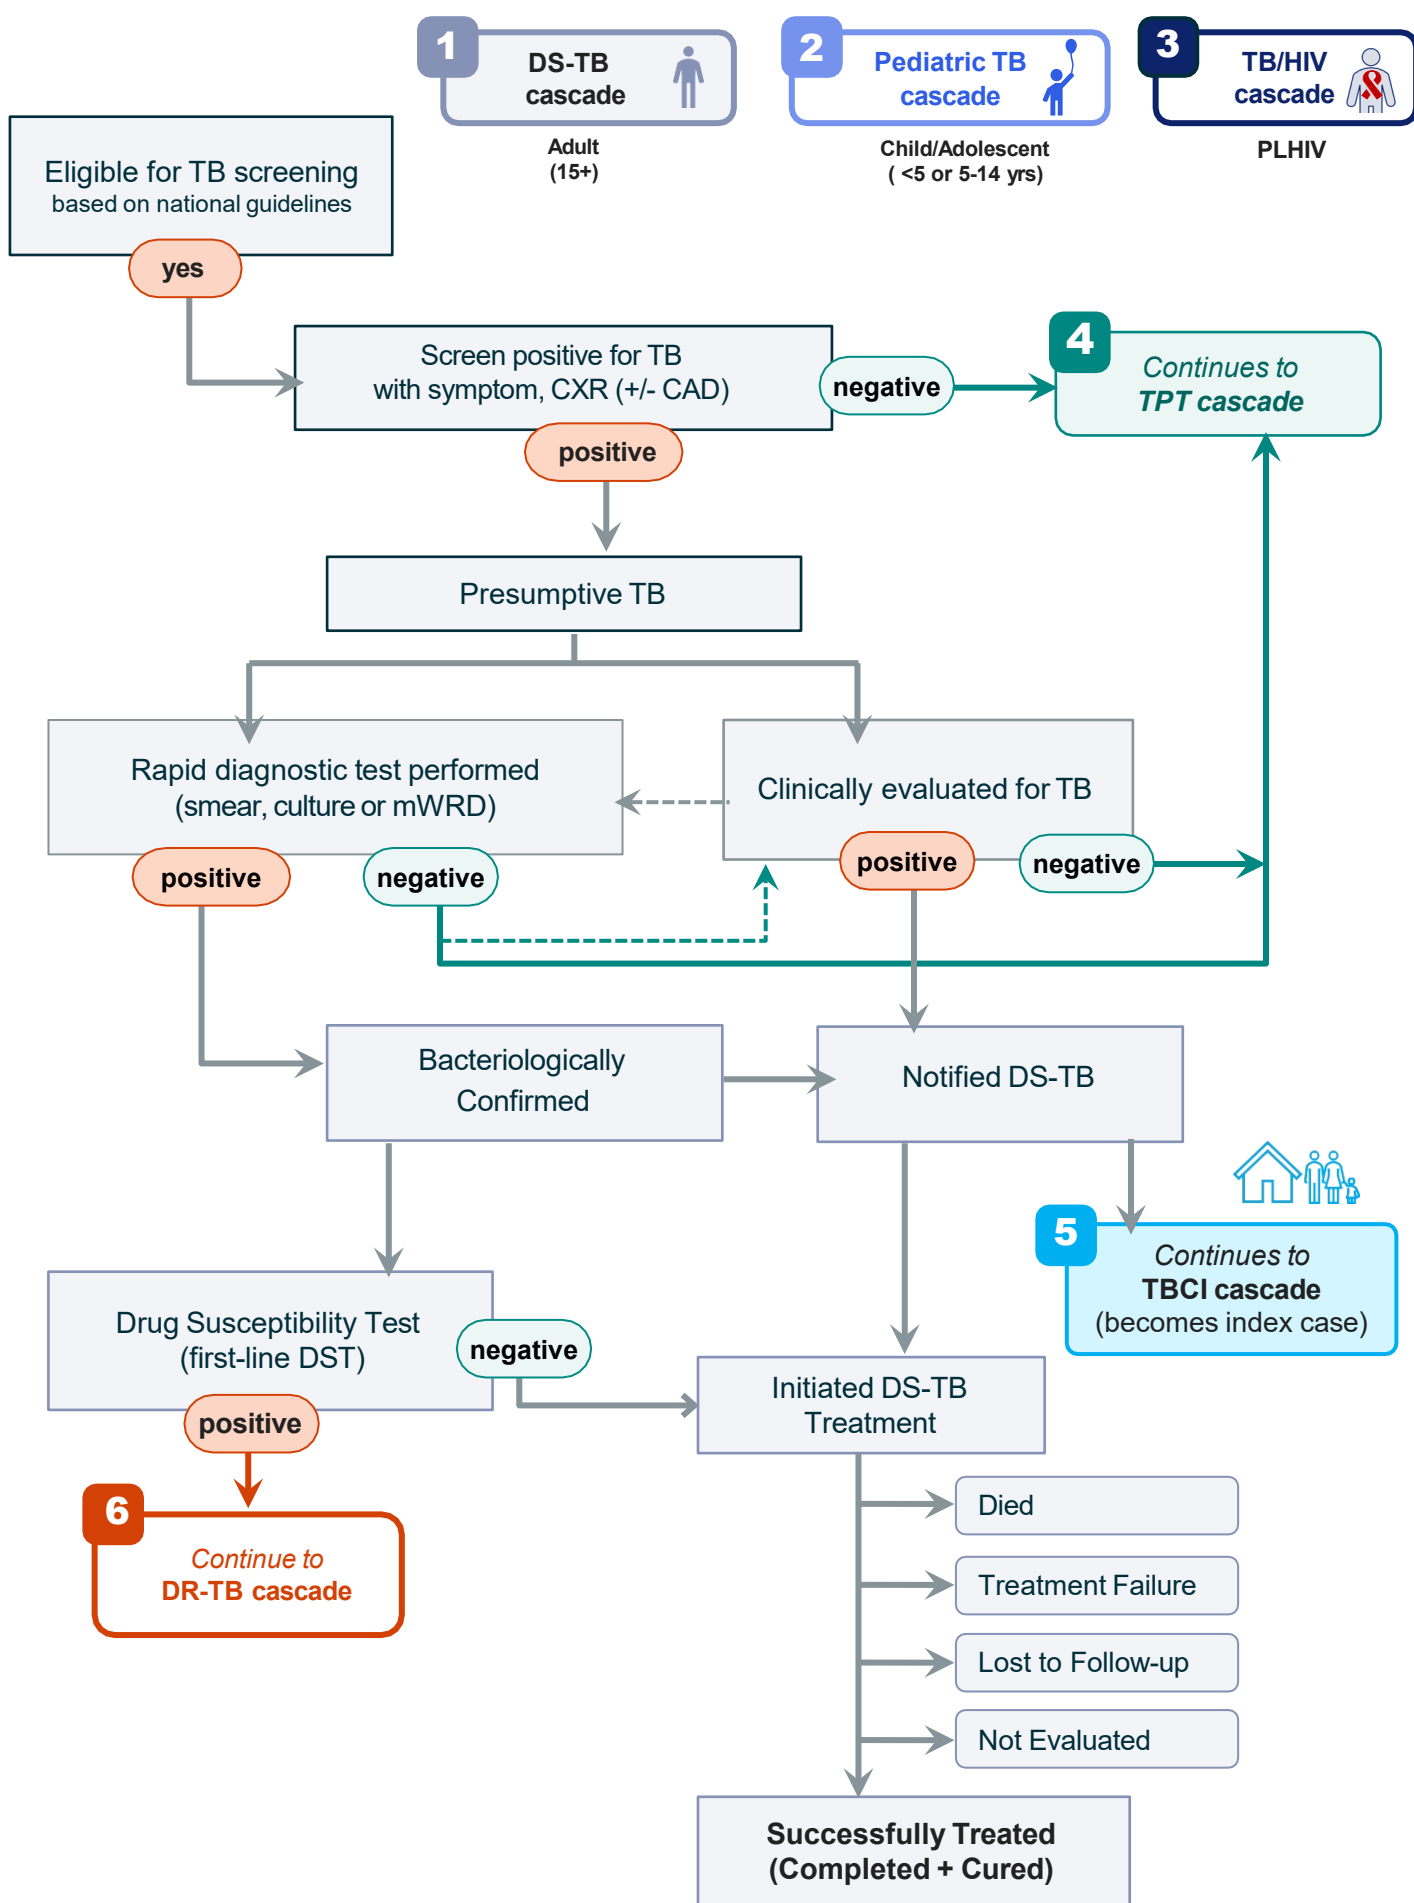 1
DS-TB
cascade
Adult
(15+)
2
Pediatric TB
cascade
Child/Adolescent
( <5 or 5-14 yrs)
3
TB/HIV
cascade
PLHIV
Eligible for TB screening
based on national guidelines
yes
Screen positive for TB
with symptom, CXR (+/- CAD)
negative
positive
4
Continues to
TPT cascade
Presumptive TB
Rapid diagnostic test performed
(smear, culture or mWRD)
positive
negative
Clinically evaluated for TB
positive
negative
Bacteriologically
Confirmed
Notified DS-TB
5
Continues to
TBCI cascade
(becomes index case)
Drug Susceptibility Test
(first-line DST)
negative
positive
Initiated DS-TB
Treatment
6
Continue to
DR-TB cascade
Died
Treatment Failure
Lost to Follow-up
Not Evaluated
Successfully Treated
(Completed + Cured)